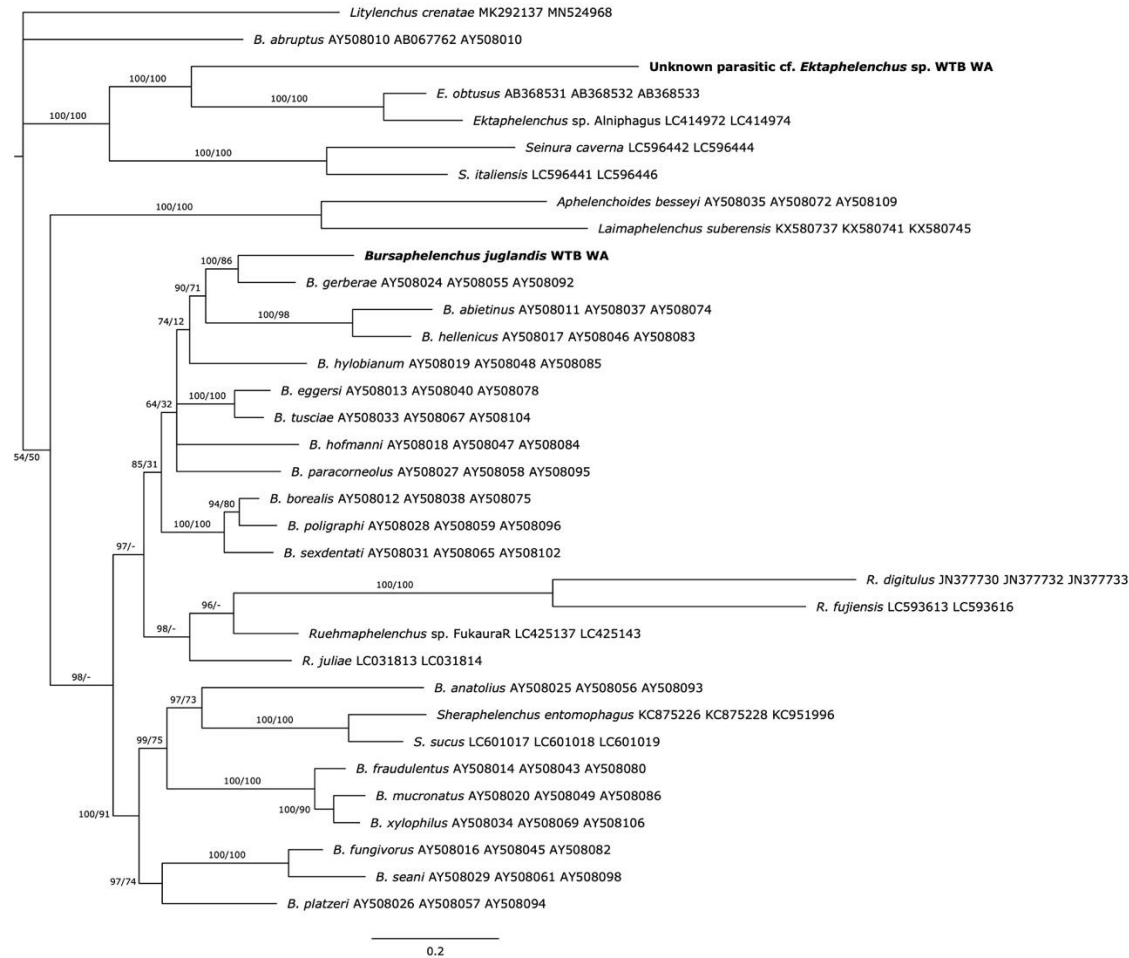 Litylenchus crenatae MK292137 MN524968
B. abruptus AY508010 AB067762 AY508010
Unknown parasitic cf. Ektaphelenchus sp. WTB WA
100/100
E. obtusus AB368531 AB368532 AB368533
100/100
Ektaphelenchus sp. Alniphagus LC414972 LC414974
100/100
Seinura caverna LC596442 LC596444
100/100
S. italiensis LC596441 LC596446
Aphelenchoides besseyi AY508035 AY508072 AY508109
100/100
Laimaphelenchus suberensis KX580737 KX580741 KX580745
Bursaphelenchus juglandis WTB WA
100/86
B. gerberae AY508024 AY508055 AY508092
90/71
B. abietinus AY508011 AY508037 AY508074
100/98
B. hellenicus AY508017 AY508046 AY508083
74/12
B. hylobianum AY508019 AY508048 AY508085
B. eggersi AY508013 AY508040 AY508078
100/100
B. tusciae AY508033 AY508067 AY508104
64/32
B. hofmanni AY508018 AY508047 AY508084
54/50
B. paracorneolus AY508027 AY508058 AY508095
85/31
B. borealis AY508012 AY508038 AY508075
94/80
B. poligraphi AY508028 AY508059 AY508096
100/100
B. sexdentati AY508031 AY508065 AY508102
97/-
R. digitulus JN377730 JN377732 JN377733
100/100
R. fujiensis LC593613 LC593616
96/-
Ruehmaphelenchus sp. FukauraR LC425137 LC425143
98/-
R. juliae LC031813 LC031814
98/-
B. anatolius AY508025 AY508056 AY508093
97/73
Sheraphelenchus entomophagus KC875226 KC875228 KC951996
100/100
S. sucus LC601017 LC601018 LC601019
99/75
B. fraudulentus AY508014 AY508043 AY508080
100/100
B. mucronatus AY508020 AY508049 AY508086
100/90
B. xylophilus AY508034 AY508069 AY508106
100/91
B. fungivorus AY508016 AY508045 AY508082
100/100
B. seani AY508029 AY508061 AY508098
97/74
B. platzeri AY508026 AY508057 AY508094
0.2